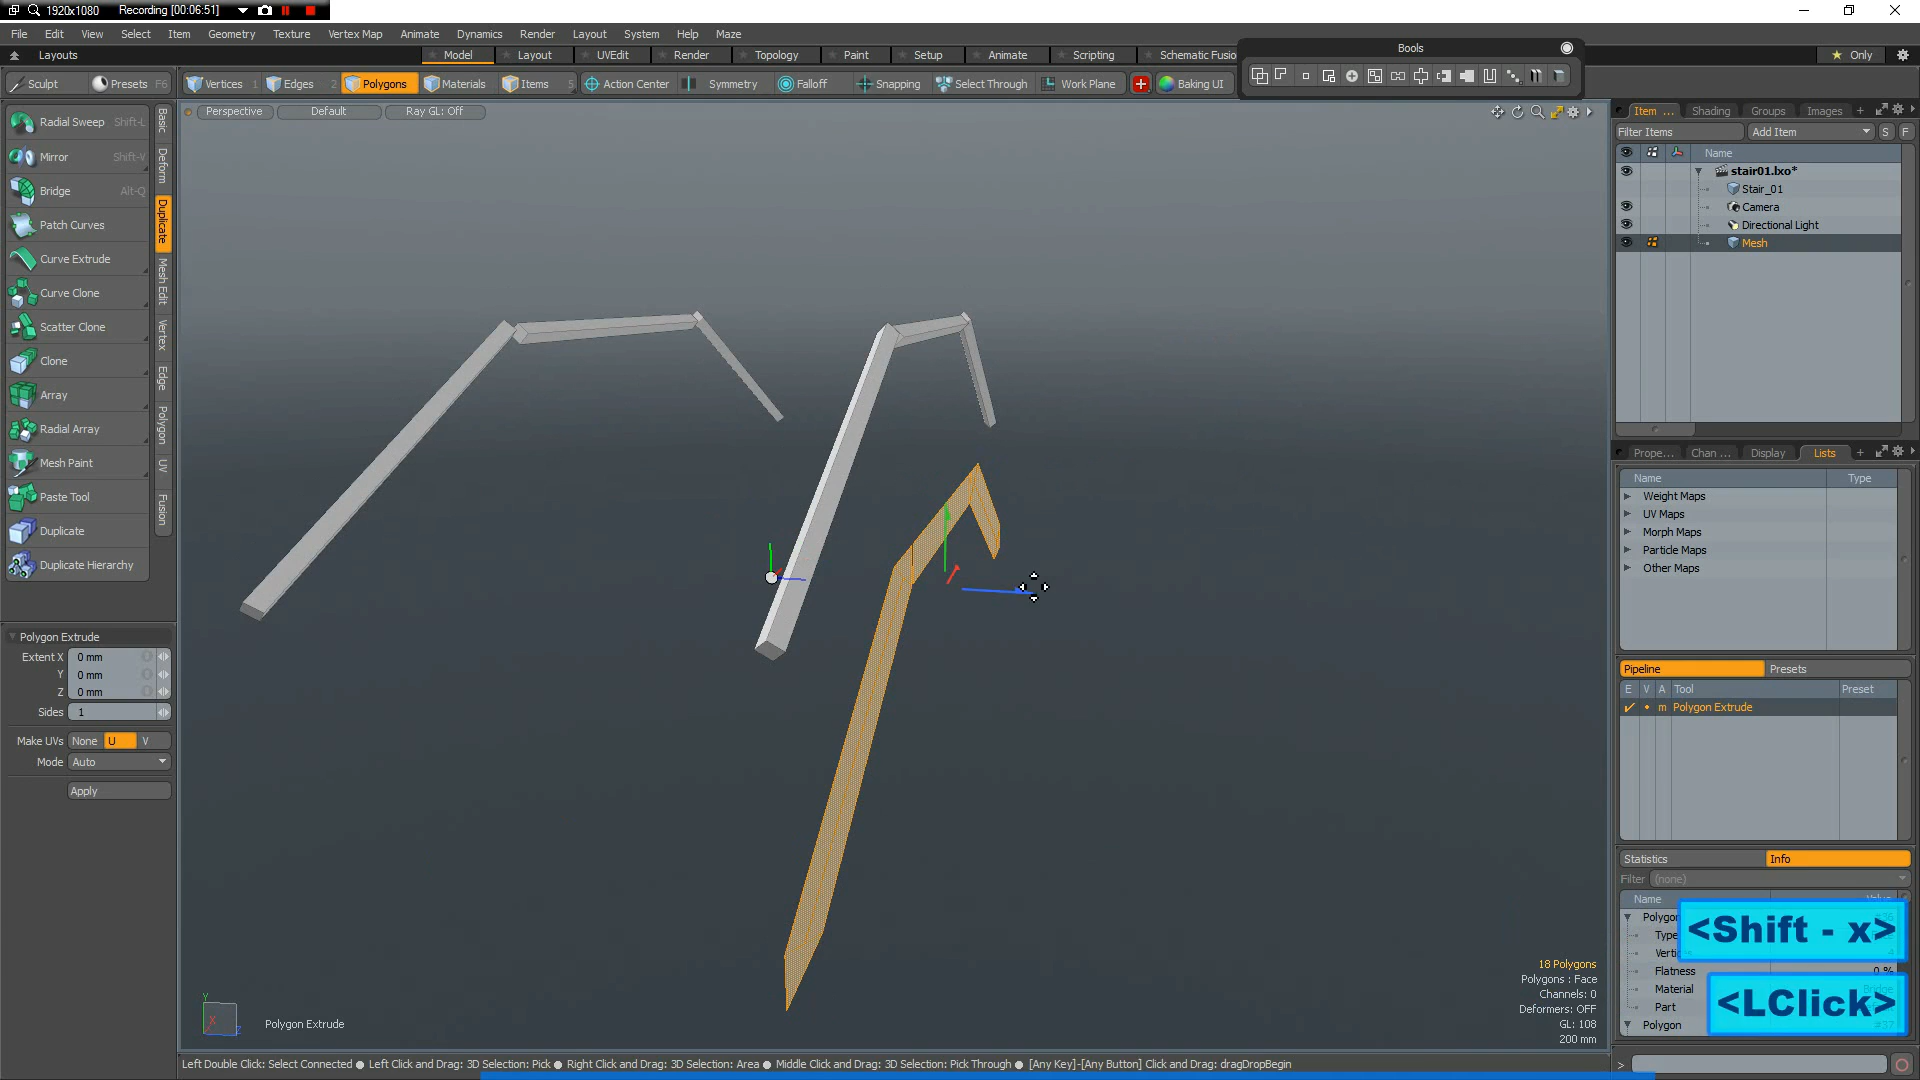 1920x1080 Recording [00:06:51]
File Edit View Select Item Geometry Texture Vertex Map Animate Dynamics Render Layout System Help Maze
Layouts Model Layout UVEdit Render Topology Paint Setup Animate Scripting Schematic Fusio Only
Bools
Sculpt Presets F6 Vertices 1 Edges 2 Polygons Materials Items 5 Action Center Symmetry Falloff Snapping Select Through Work Plane Baking UI
Perspective Default Ray GL: Off
Radial Sweep Shift-L
Mirror Shift-V
Bridge Alt-Q
Patch Curves
Curve Extrude
Curve Clone
Scatter Clone
Clone
Array
Radial Array
Mesh Paint
Paste Tool
Duplicate
Duplicate Hierarchy
Basic
Deform
Duplicate
Mesh Edit
Vertex
Edge
Polygon
UV
Fusion
Polygon Extrude
Extent X 0 mm
Y 0 mm
Z 0 mm
Sides 1
Make UVs None U V
Mode Auto
Apply
Y
X
Z
Polygon Extrude
18 Polygons
Polygons : Face
Channels: 0
Deformers: OFF
GL: 108
200 mm
Left Double Click: Select Connected Left Click and Drag: 3D Selection: Pick Right Click and Drag: 3D Selection: Area Middle Click and Drag: 3D Selection: Pick Through [Any Key]-[Any Button] Click and Drag: dragDropBegin
Item ... Shading Groups Images +
Filter Items Add Item S F
Name
stair01.lxo*
Stair_01
Camera
Directional Light
Mesh
Prope... Chan ... Display Lists +
Name Type
Weight Maps
UV Maps
Morph Maps
Particle Maps
Other Maps
Pipeline Presets
E V A Tool Preset
m Polygon Extrude
Statistics Info
Filter (none)
Name
Polygon
Type
Verti
Flatness 0 %
Material
Part
Polygon
<Shift - x>
<LClick>
>